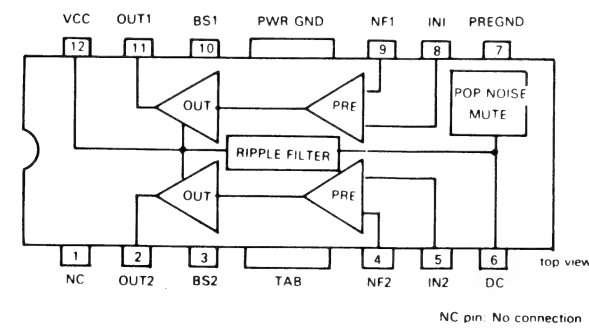 VCC OUT1 BS1 PWR GND NF1 IN1 PREGND
12 11 10 9 8 7
OUT PRE POP NOISE
MUTE
RIPPLE FILTER
OUT PRE
1 2 3 4 5 6
top view
NC OUT2 BS2 TAB NF2 IN2 DC
NC pin: No connection